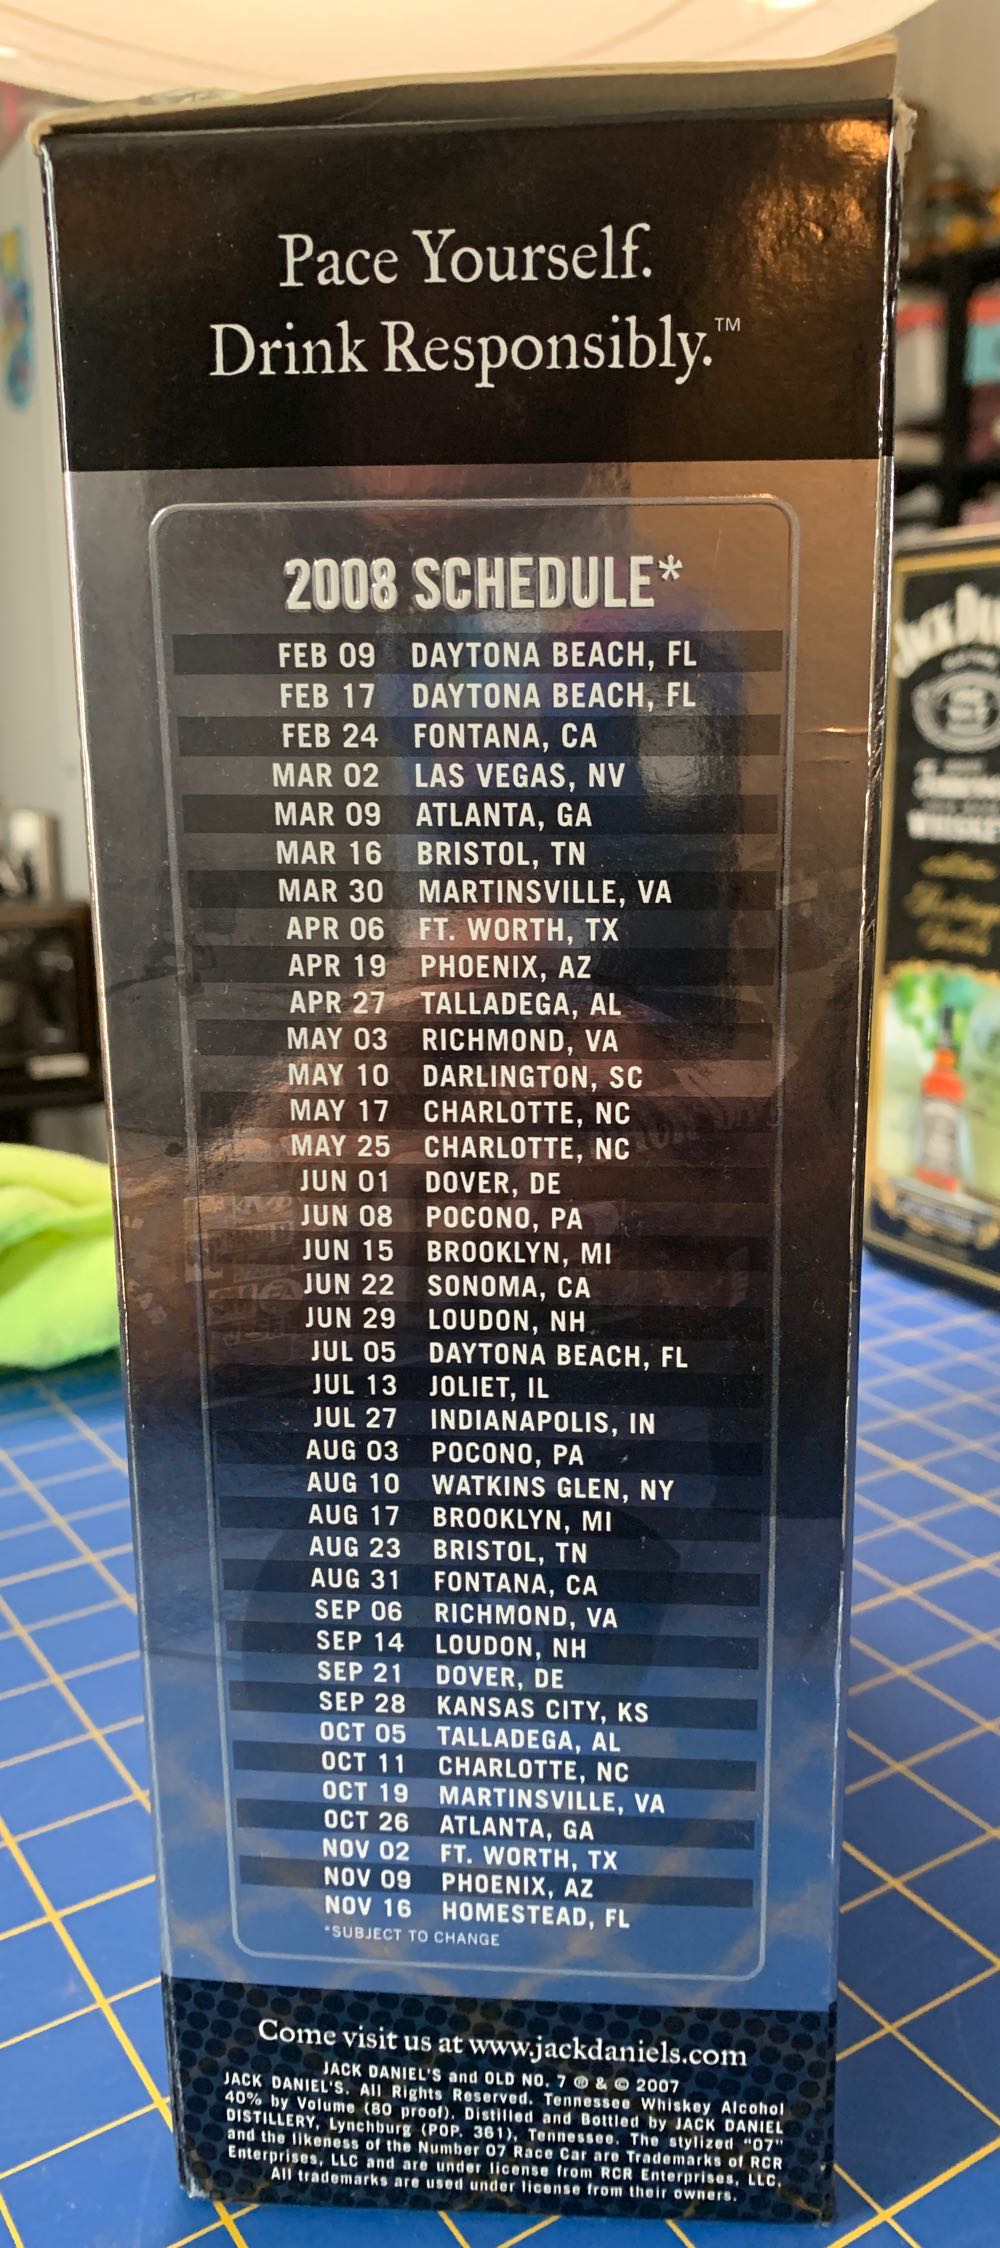 Pace Yourself.
Drink Responsibly.™
2008 SCHEDULE*
FEB 09 DAYTONA BEACH, FL
FEB 17 DAYTONA BEACH, FL
FEB 24 FONTANA, CA
MAR 02 LAS VEGAS, NV
MAR 09 ATLANTA, GA
MAR 16 BRISTOL, TN
MAR 30 MARTINSVILLE, VA
APR 06 FT. WORTH, TX
APR 19 PHOENIX, AZ
APR 27 TALLADEGA, AL
MAY 03 RICHMOND, VA
MAY 10 DARLINGTON, SC
MAY 17 CHARLOTTE, NC
MAY 25 CHARLOTTE, NC
JUN 01 DOVER, DE
JUN 08 POCONO, PA
JUN 15 BROOKLYN, MI
JUN 22 SONOMA, CA
JUN 29 LOUDON, NH
JUL 05 DAYTONA BEACH, FL
JUL 13 JOLIET, IL
JUL 27 INDIANAPOLIS, IN
AUG 03 POCONO, PA
AUG 10 WATKINS GLEN, NY
AUG 17 BROOKLYN, MI
AUG 23 BRISTOL, TN
AUG 31 FONTANA, CA
SEP 06 RICHMOND, VA
SEP 14 LOUDON, NH
SEP 21 DOVER, DE
SEP 28 KANSAS CITY, KS
OCT 05 TALLADEGA, AL
OCT 11 CHARLOTTE, NC
OCT 19 MARTINSVILLE, VA
OCT 26 ATLANTA, GA
NOV 02 FT. WORTH, TX
NOV 09 PHOENIX, AZ
NOV 16 HOMESTEAD, FL
*SUBJECT TO CHANGE
Come visit us at www.jackdaniels.com
JACK DANIEL'S and OLD NO. 7 ® & © 2007
JACK DANIEL'S. All Rights Reserved. Tennessee Whiskey Alcohol
40% by Volume (80 proof). Distilled and Bottled by JACK DANIEL
DISTILLERY, Lynchburg (POP. 361), Tennessee. The stylized "07"
and the likeness of the Number 07 Race Car are Trademarks of RCR
Enterprises, LLC and are under license from RCR Enterprises, LLC.
All trademarks are used under license from their owners.